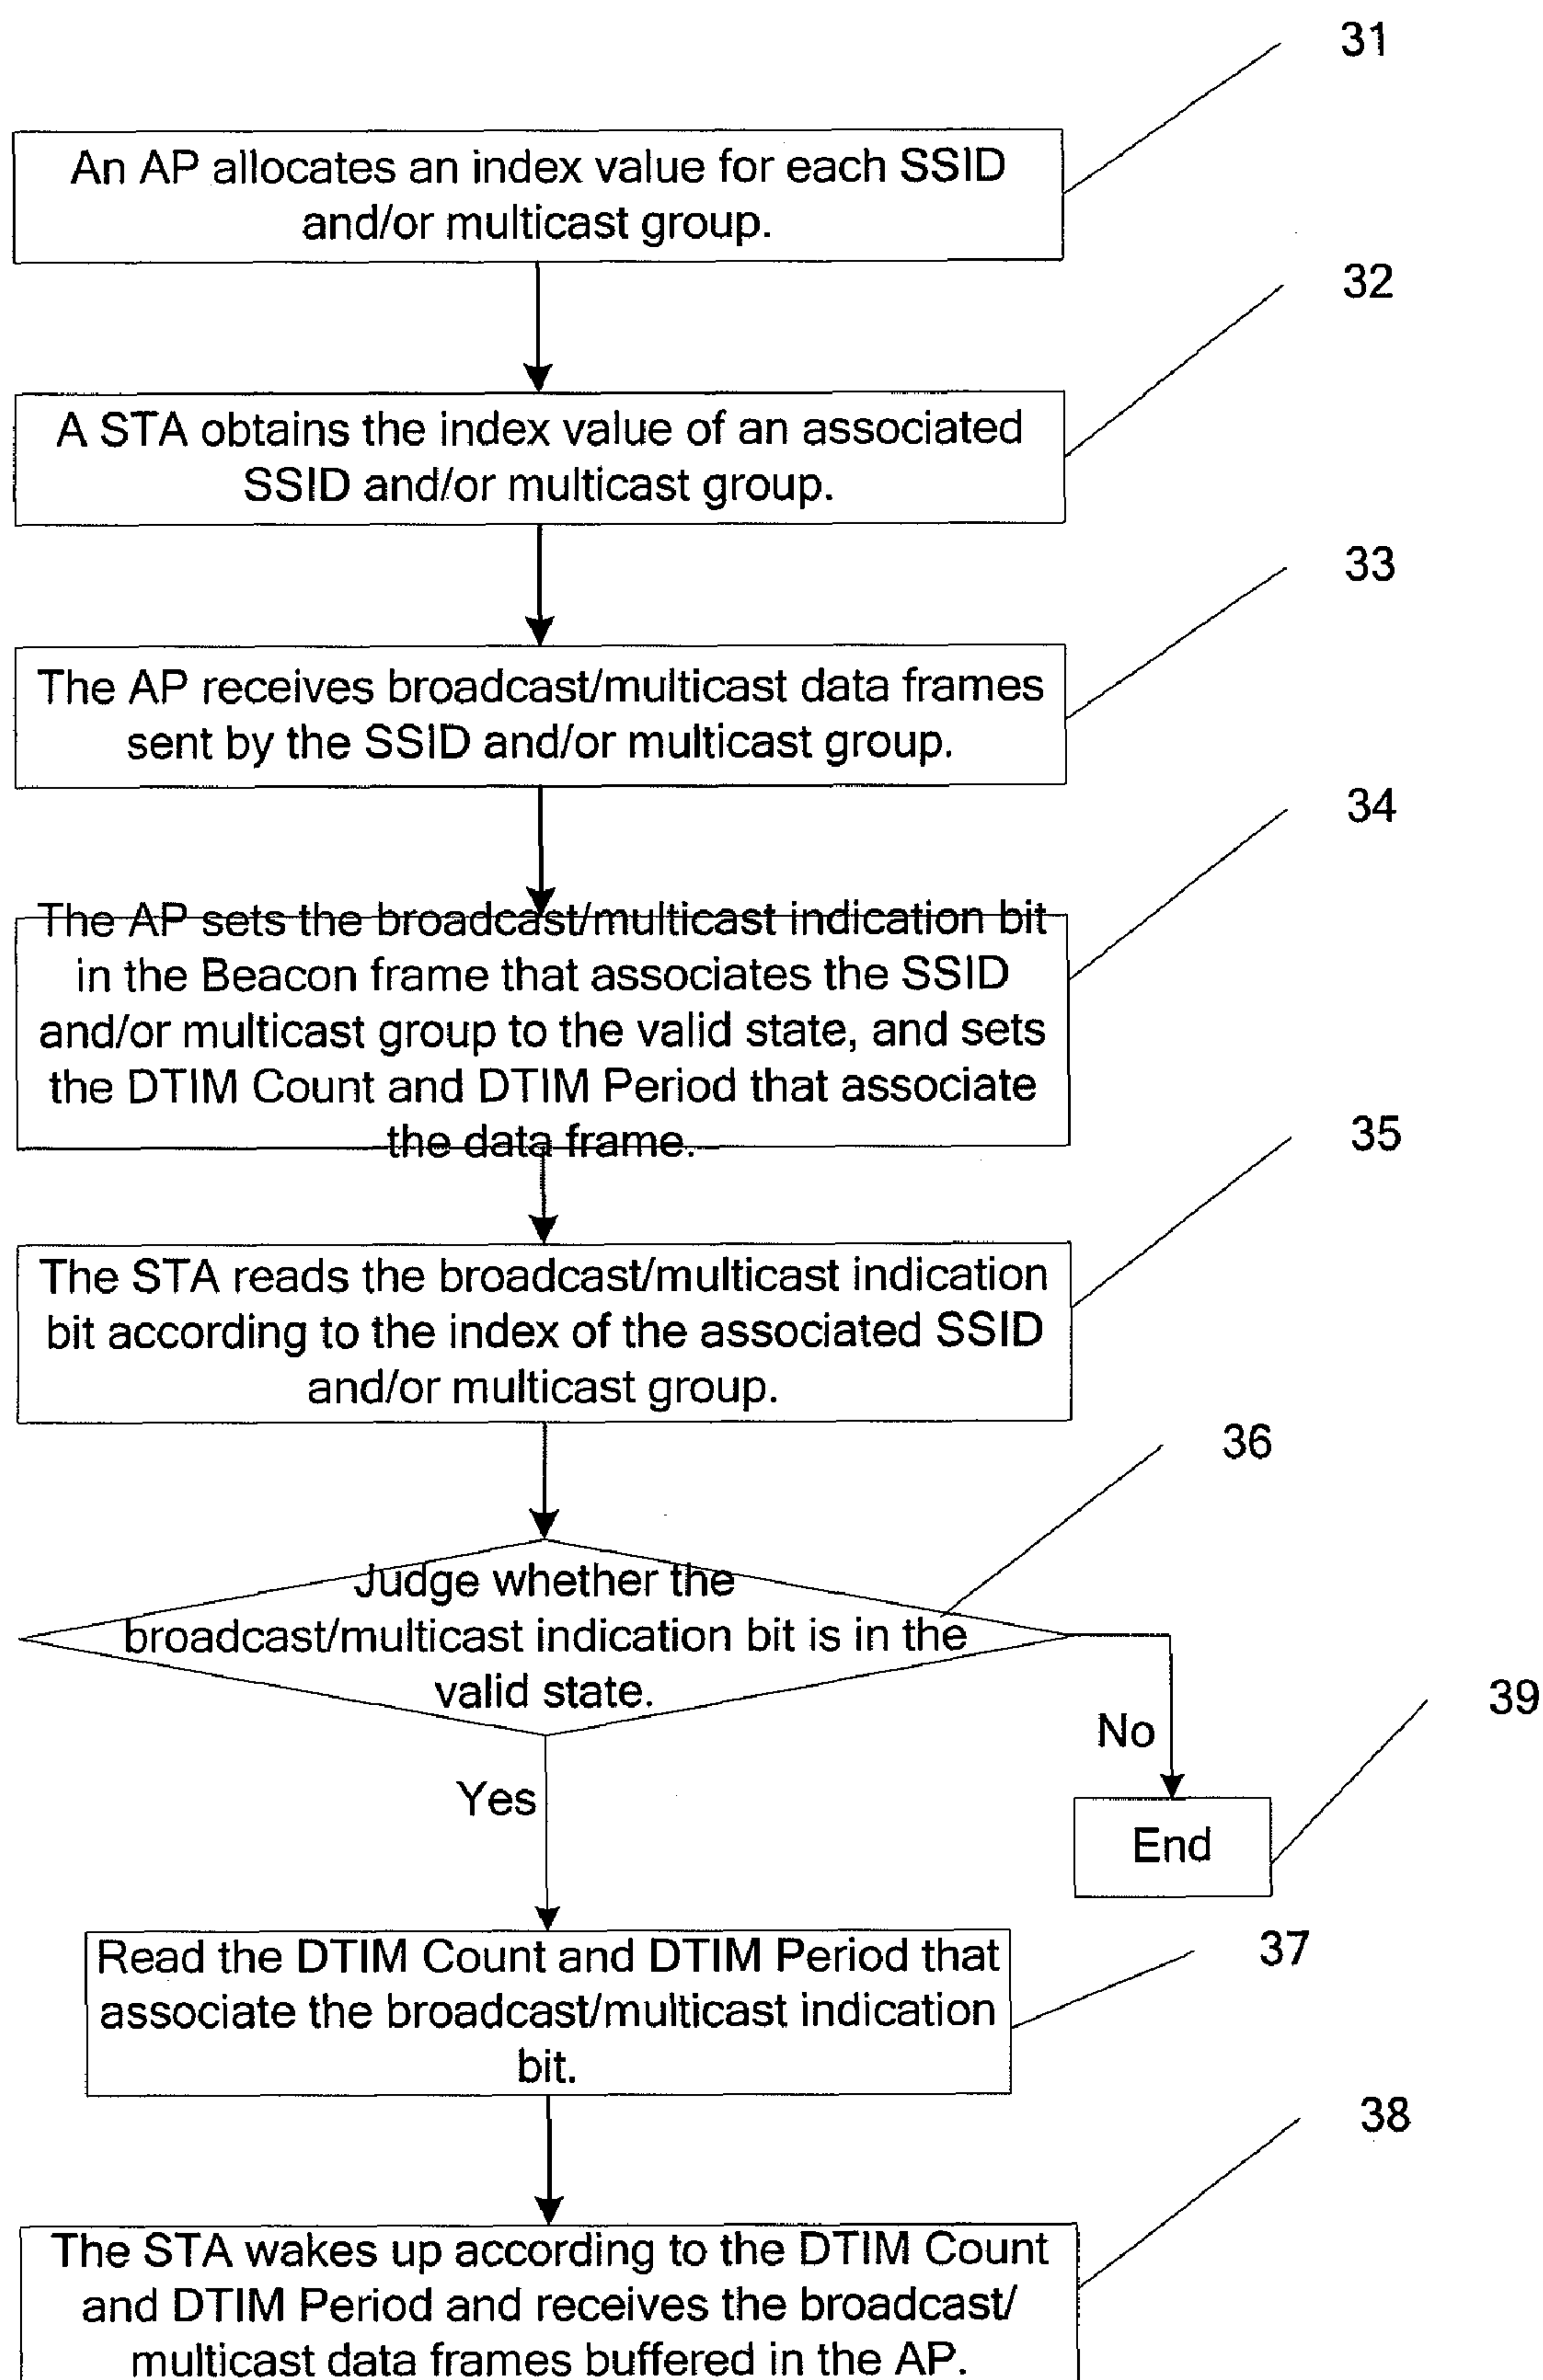 31
An AP allocates an index value for each SSID
and/or multicast group.
32
A STA obtains the index value of an associated
SSID and/or multicast group.
33
The AP receives broadcast/multicast data frames
sent by the SSID and/or multicast group.
34
The AP sets the broadcast/multicast indication bit
in the Beacon frame that associates the SSID
and/or multicast group to the valid state, and sets
the DTIM Count and DTIM Period that associate
the data frame.
35
The STA reads the broadcast/multicast indication
bit according to the index of the associated SSID
and/or multicast group.
36
Judge whether the
broadcast/multicast indication bit is in the
valid state.
39
No
Yes
End
37
Read the DTIM Count and DTIM Period that
associate the broadcast/multicast indication
bit.
38
The STA wakes up according to the DTIM Count
and DTIM Period and receives the broadcast/
multicast data frames buffered in the AP.